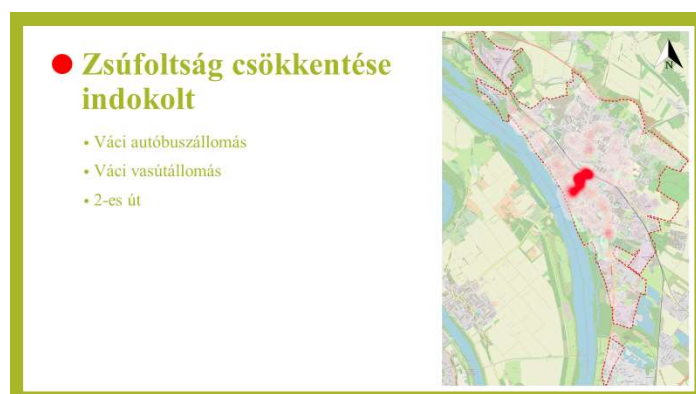 Zsúfoltság csökkentése
indokolt
• Váci autóbuszállomás
• Váci vasútállomás
• 2-es út
N